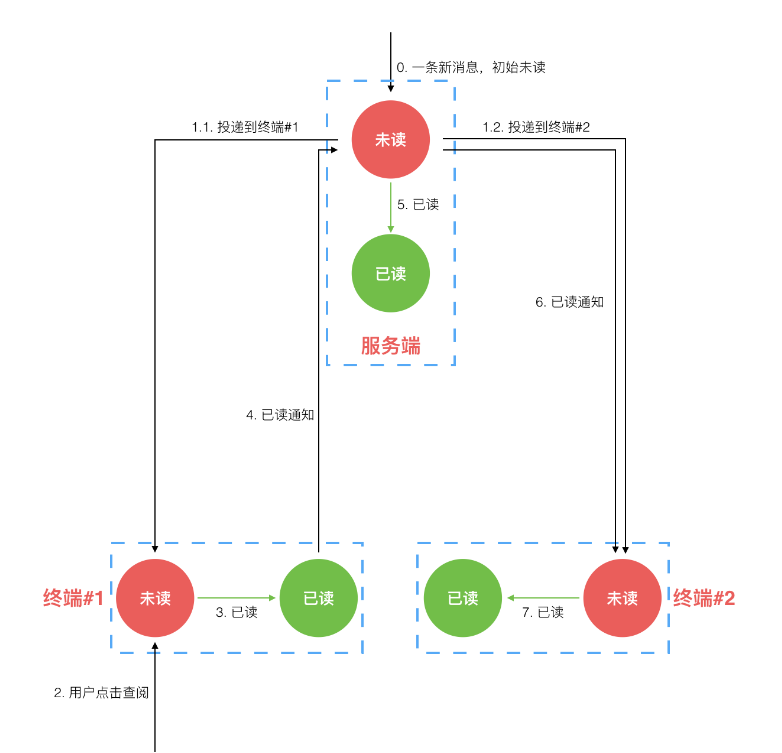 0. 一条新消息，初始未读
1.1. 投递到终端#1
1.2. 投递到终端#2
未读
5. 已读
已读
6. 已读通知
服务端
4. 已读通知
终端#1
未读
3. 已读
已读
已读
7. 已读
未读
终端#2
2. 用户点击查阅